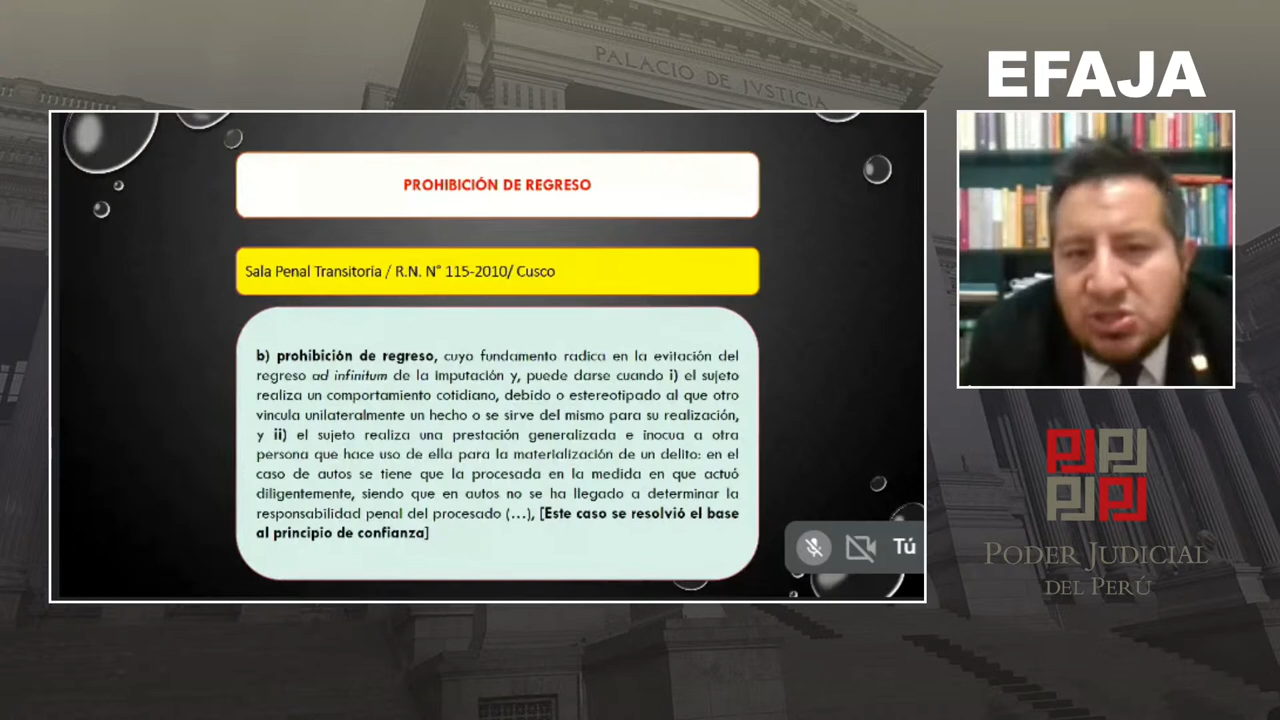 PALACIO DE JUSTICIA
EFAJA
PROHIBICIÓN DE REGRESO
Sala Penal Transitoria / R.N. N° 115-2010/ Cusco
b) prohibición de regreso, cuyo fundamento radica en la evitación del
regreso ad infinitum de la imputación y, puede darse cuando i) el sujeto
realiza un comportamiento cotidiano, debido o estereotipado al que otro
vincula unilateralmente un hecho o se sirve del mismo para su realización,
y ii) el sujeto realiza una prestación generalizada e inocua a otra
persona que hace uso de ella para la materialización de un delito: en el
caso de autos se tiene que la procesada en la medida en que actuó
diligentemente, siendo que en autos no se ha llegado a determinar la
responsabilidad penal del procesado (...), [Este caso se resolvió el base
al principio de confianza]
Tú
PODER JUDICIAL
DEL PERÚ